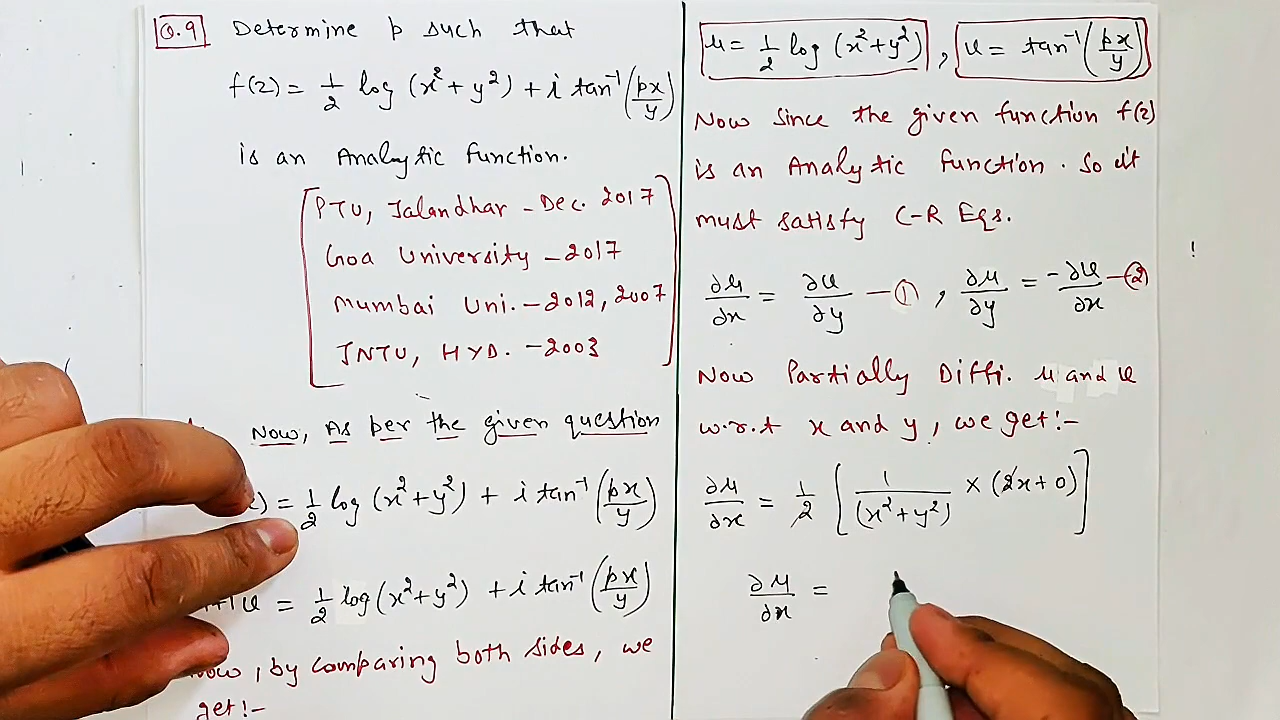 Q.9 Determine p such that
f(z) = 1/2 log (x² + y²) + i tan⁻¹ (px/y)
is an Analytic function.
[PTU, Jalandhar - Dec. 2017
Goa University - 2017
Mumbai Uni. - 2012, 2007
JNTU, HYD. - 2003]
Now, As per the given question
) = 1/2 log (x² + y²) + i tan⁻¹ (px/y)
v = 1/2 log (x² + y²) + i tan⁻¹ (px/y)
Now, by comparing both sides, we
get!-
u = 1/2 log (x² + y²) , v = tan⁻¹ (px/y)
Now Since the given function f(z)
is an Analytic function. So it
must satisfy C-R Eqs.
∂u/∂x = ∂v/∂y — ① , ∂u/∂y = -∂v/∂x — ②
Now Partially Diffi. u and v
w.r.t x and y, we get!-
∂u/∂x = 1/2 [1/(x² + y²) × (2x + 0)]
∂u/∂x =